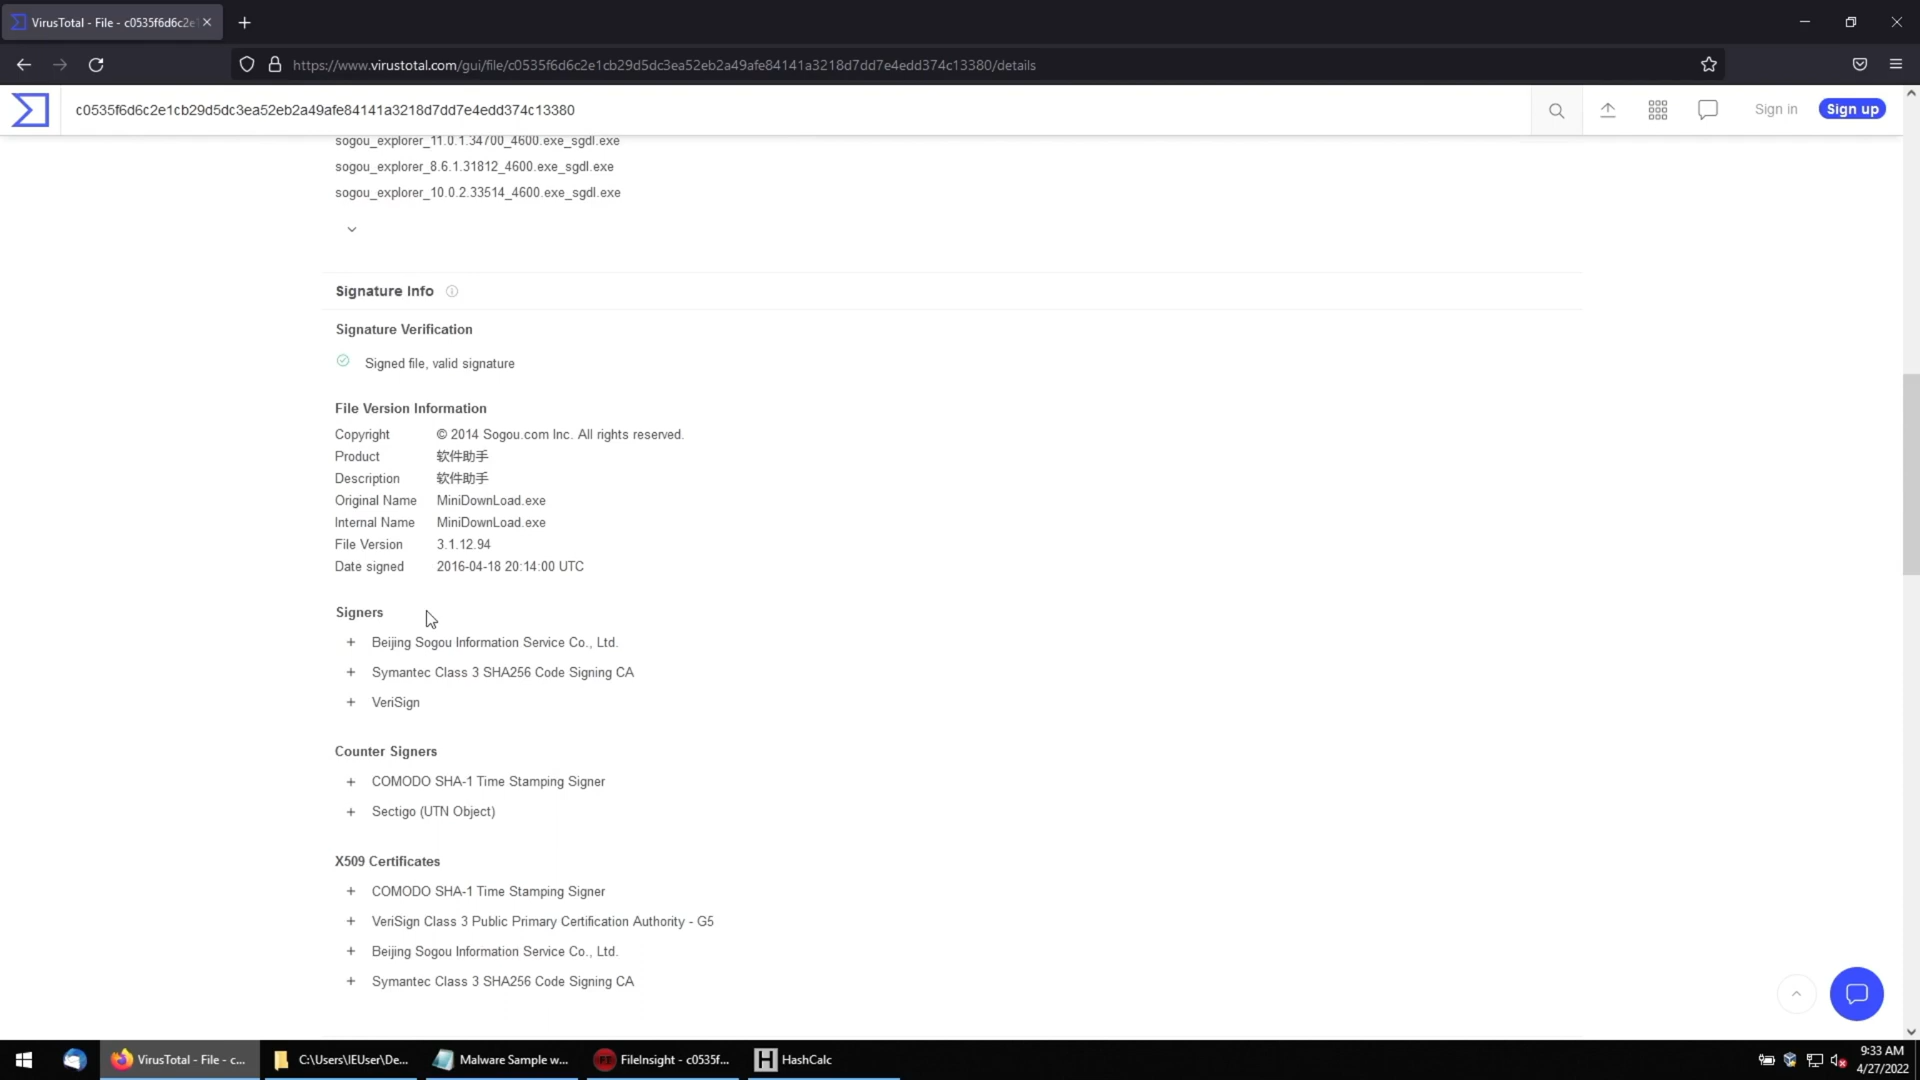 VirusTotal - File - c0535f6d6c2e1
https://www.virustotal.com/gui/file/c0535f6d6c2e1cb29d5dc3ea52eb2a49afe84141a3218d7dd7e4edd374c13380/details
c0535f6d6c2e1cb29d5dc3ea52eb2a49afe84141a3218d7dd7e4edd374c13380
Sign in
Sign up
sogou_explorer_11.0.1.34700_4600.exe_sgdl.exe
sogou_explorer_8.6.1.31812_4600.exe_sgdl.exe
sogou_explorer_10.0.2.33514_4600.exe_sgdl.exe
Signature Info
Signature Verification
Signed file, valid signature
File Version Information
Copyright © 2014 Sogou.com Inc. All rights reserved.
Product 软件助手
Description 软件助手
Original Name MiniDownLoad.exe
Internal Name MiniDownLoad.exe
File Version 3.1.12.94
Date signed 2016-04-18 20:14:00 UTC
Signers
+ Beijing Sogou Information Service Co., Ltd.
+ Symantec Class 3 SHA256 Code Signing CA
+ VeriSign
Counter Signers
+ COMODO SHA-1 Time Stamping Signer
+ Sectigo (UTN Object)
X509 Certificates
+ COMODO SHA-1 Time Stamping Signer
+ VeriSign Class 3 Public Primary Certification Authority - G5
+ Beijing Sogou Information Service Co., Ltd.
+ Symantec Class 3 SHA256 Code Signing CA
VirusTotal - File - c...
C:\Users\IEUser\De...
Malware Sample w...
FileInsight - c0535f...
H HashCalc
9:33 AM
4/27/2022